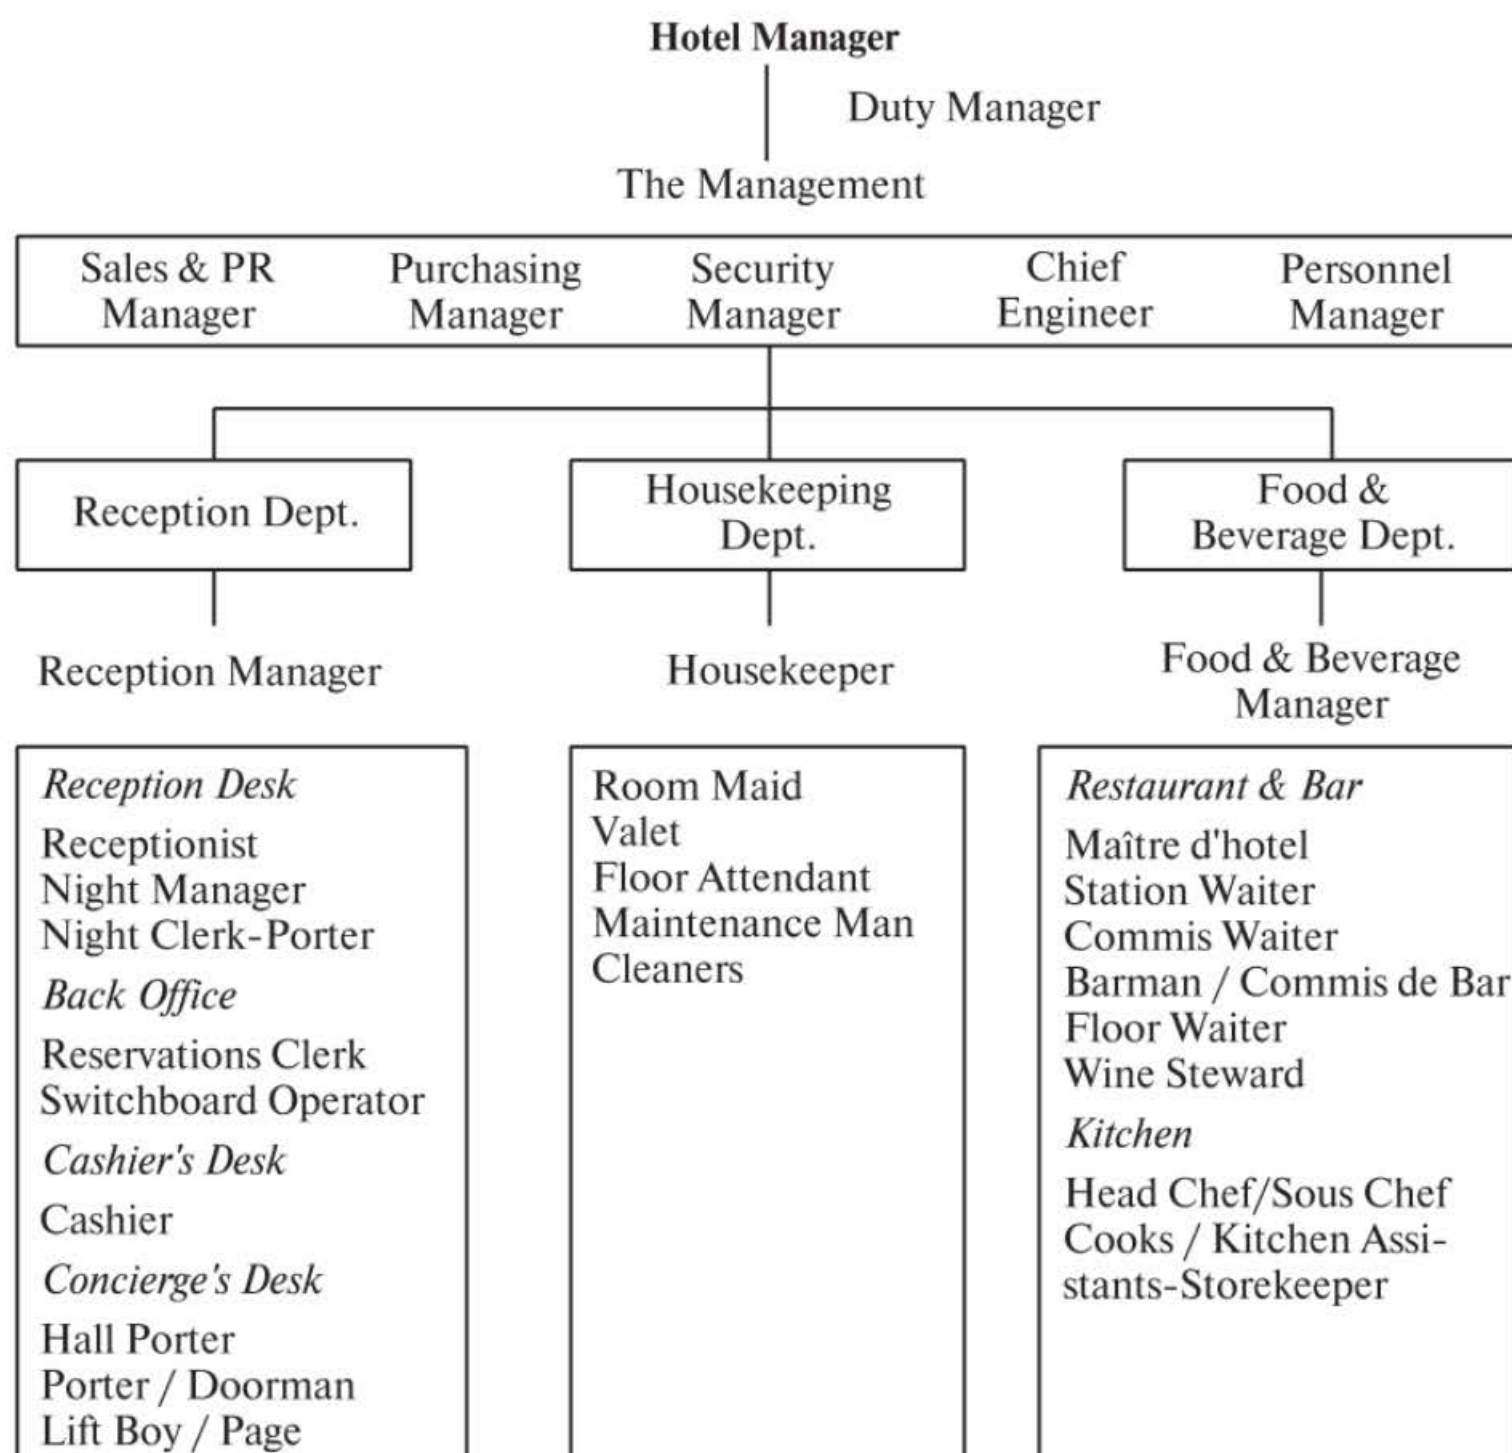 Hotel Manager
Duty Manager
The Management
Sales & PR
Manager
Purchasing
Manager
Security
Manager
Chief
Engineer
Personnel
Manager
Reception Dept.
Housekeeping
Dept.
Food &
Beverage Dept.
Reception Manager
Housekeeper
Food & Beverage
Manager
Reception Desk
Receptionist
Night Manager
Night Clerk-Porter
Back Office
Reservations Clerk
Switchboard Operator
Cashier's Desk
Cashier
Concierge's Desk
Hall Porter
Porter / Doorman
Lift Boy / Page
Room Maid
Valet
Floor Attendant
Maintenance Man
Cleaners
Restaurant & Bar
Maître d'hotel
Station Waiter
Commis Waiter
Barman / Commis de Bar
Floor Waiter
Wine Steward
Kitchen
Head Chef/Sous Chef
Cooks / Kitchen Assi-
stants-Storekeeper